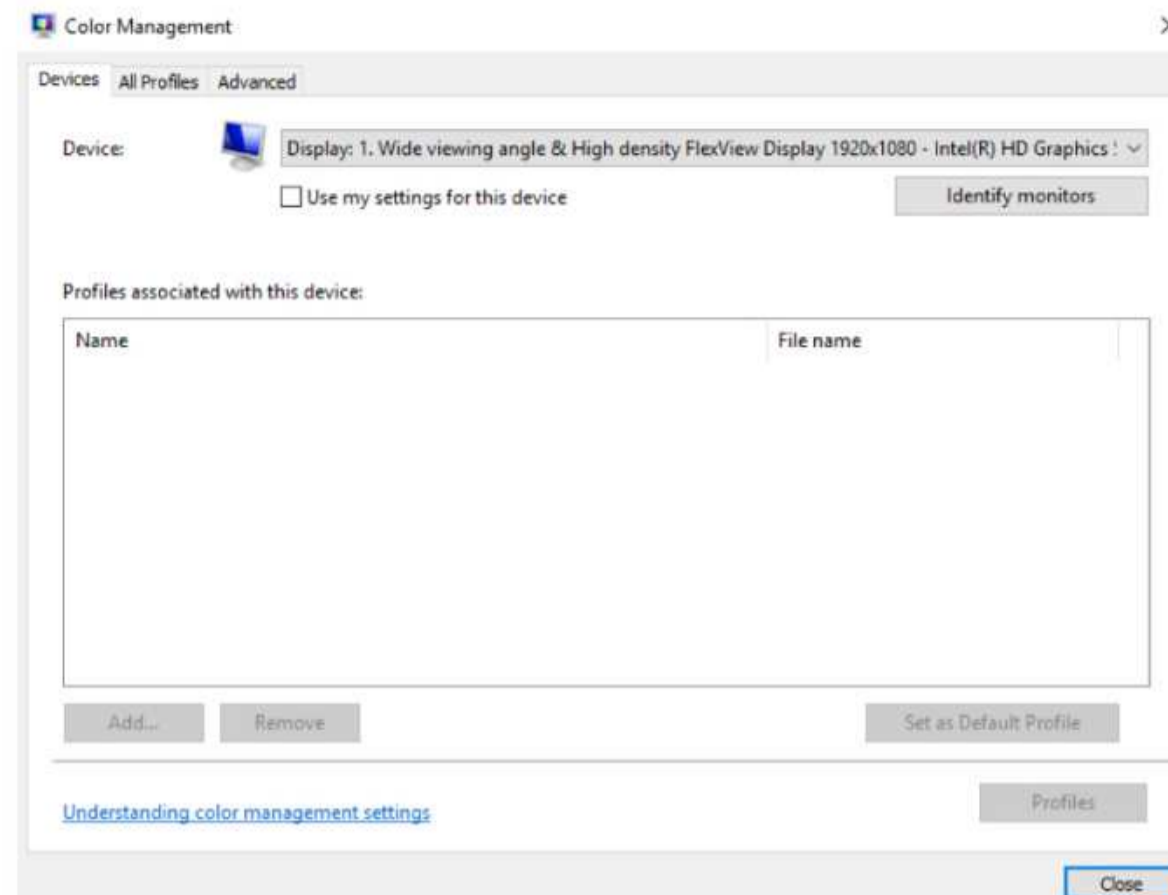 Color Management
Devices All Profiles Advanced
Device: Display: 1. Wide viewing angle & High density FlexView Display 1920x1080 - Intel(R) HD Graphics
Use my settings for this device Identify monitors
Profiles associated with this device:
Name File name
Add... Remove Set as Default Profile
Understanding color management settings Profiles
Close